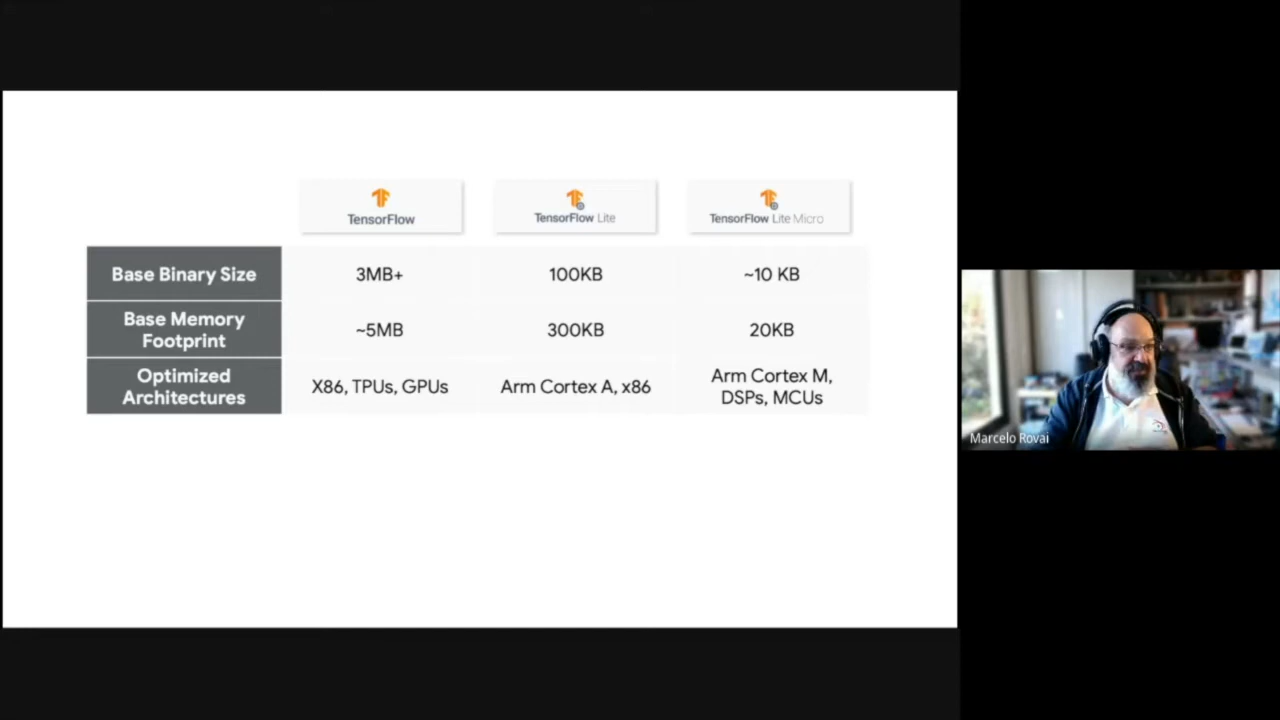 TensorFlow
TensorFlow Lite
TensorFlow Lite Micro
Base Binary Size
3MB+
100KB
~10 KB
Base Memory
Footprint
~5MB
300KB
20KB
Optimized
Architectures
X86, TPUs, GPUs
Arm Cortex A, x86
Arm Cortex M,
DSPs, MCUs
Marcelo Rovai